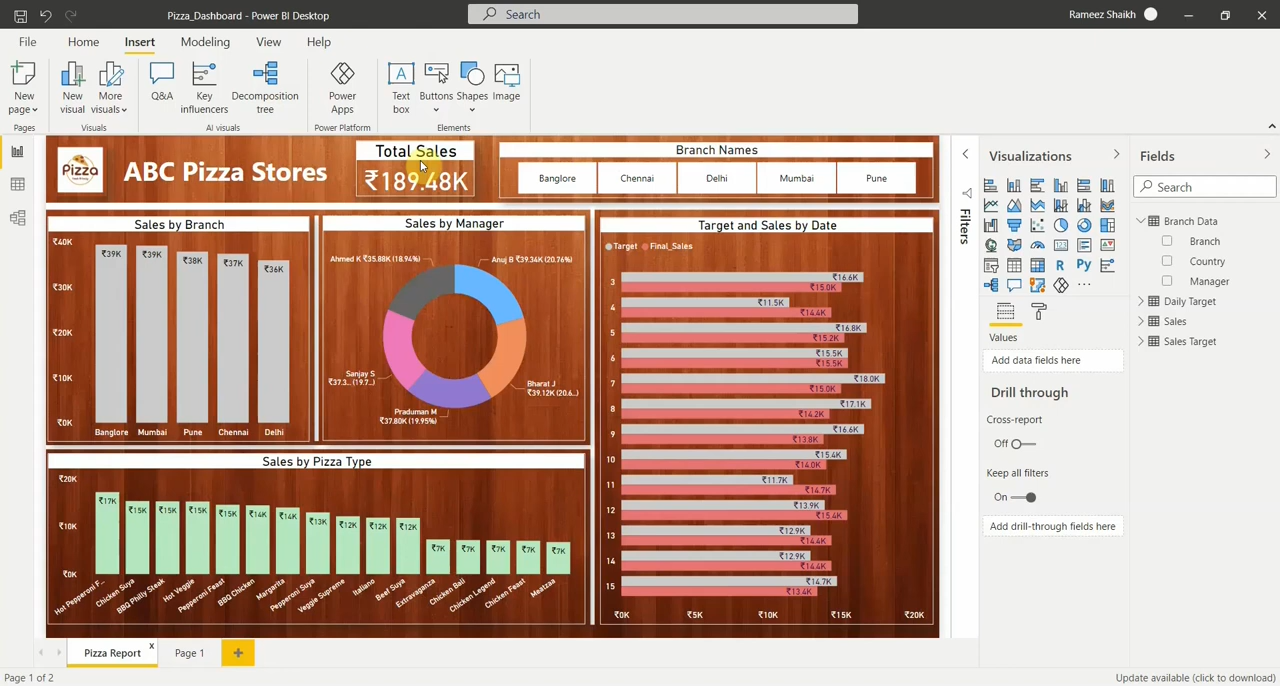 Pizza_Dashboard - Power BI Desktop
Search
Rameez Shaikh
File
Home
Insert
Modeling
View
Help
New page
New visual
More visuals
Q&A
Key influencers
Decomposition tree
Power Apps
Text box
Buttons
Shapes
Image
Pages
Visuals
AI visuals
Power Platform
Elements
Pizza
ABC Pizza Stores
Total Sales
₹189.48K
Branch Names
Banglore
Chennai
Delhi
Mumbai
Pune
Sales by Branch
₹40K
₹30K
₹20K
₹10K
₹0K
₹39K
₹39K
₹38K
₹37K
₹36K
Banglore
Mumbai
Pune
Chennai
Delhi
Sales by Manager
Ahmed K ₹35.88K (18.94%)
Anuj B ₹39.34K (20.76%)
Sanjay S
₹37.3... (19.7...)
Bharat J
₹39.12K (20.6...)
Praduman M
₹37.80K (19.95%)
Target and Sales by Date
Target
Final_Sales
3
₹16.6K
₹15.0K
4
₹11.5K
₹14.4K
5
₹16.8K
₹15.2K
6
₹15.5K
₹15.5K
7
₹18.0K
₹15.0K
8
₹17.1K
₹14.2K
9
₹16.6K
₹13.8K
10
₹15.4K
₹14.0K
11
₹11.7K
₹14.7K
12
₹13.9K
₹15.4K
13
₹12.9K
₹14.4K
14
₹12.9K
₹14.4K
15
₹14.7K
₹13.4K
₹0K
₹5K
₹10K
₹15K
₹20K
Sales by Pizza Type
₹20K
₹10K
₹0K
₹17K
₹15K
₹15K
₹15K
₹15K
₹14K
₹14K
₹13K
₹12K
₹12K
₹12K
₹7K
₹7K
₹7K
₹7K
₹7K
Hot Pepperoni F...
Chicken Suya
BBQ Philly Steak
Hot Veggie
Pepperoni Feast
BBQ Chicken
Margarita
Pepperoni Suya
Veggie Supreme
Italiano
Beef Suya
Extravaganza
Chicken Bali
Chicken Legend
Chicken Feast
Meatzaa
Filters
Visualizations
R
Py
Values
Add data fields here
Drill through
Cross-report
Off
Keep all filters
On
Add drill-through fields here
Fields
Search
Branch Data
Branch
Country
Manager
Daily Target
Sales
Sales Target
Pizza Report
x
Page 1
Page 1 of 2
Update available (click to download)